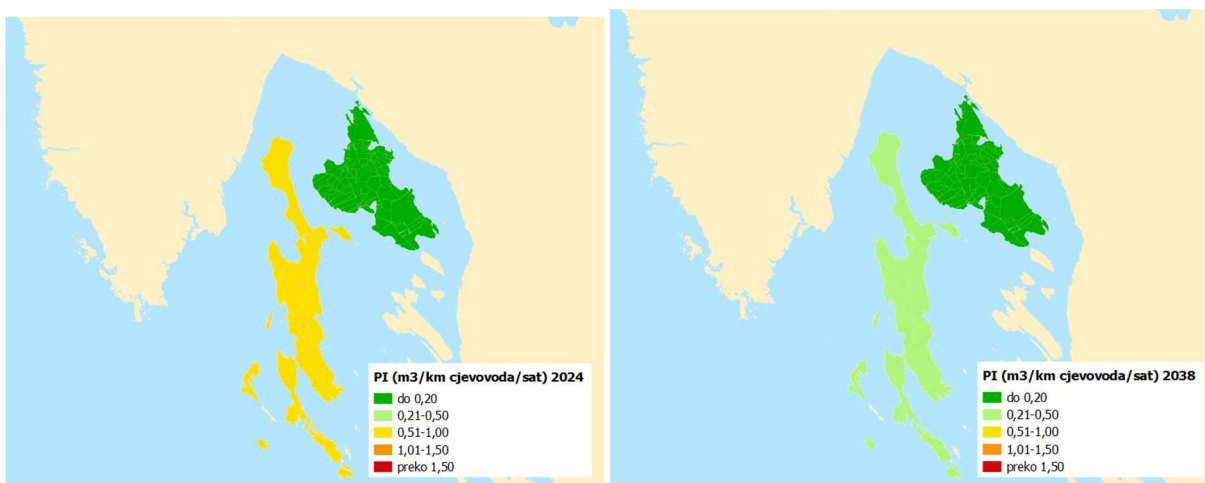 PI (m3/km cjevovoda/sat) 2024
do 0,20
0,21-0,50
0,51-1,00
1,01-1,50
preko 1,50
PI (m3/km cjevovoda/sat) 2038
do 0,20
0,21-0,50
0,51-1,00
1,01-1,50
preko 1,50